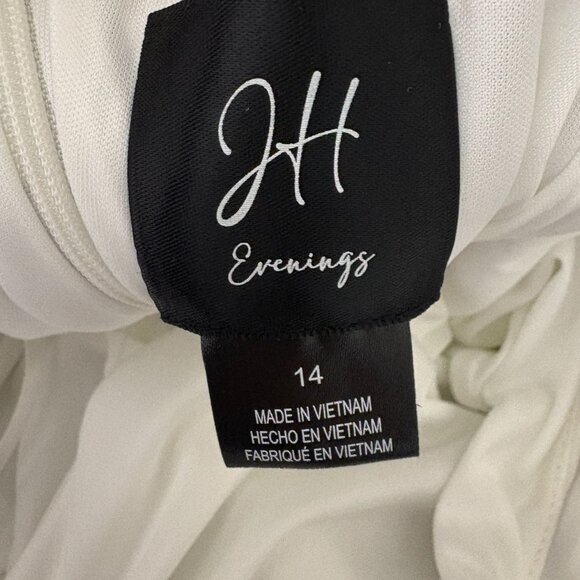 JH
Evenings
14
MADE IN VIETNAM
HECHO EN VIETNAM
FABRIQUÉ EN VIETNAM